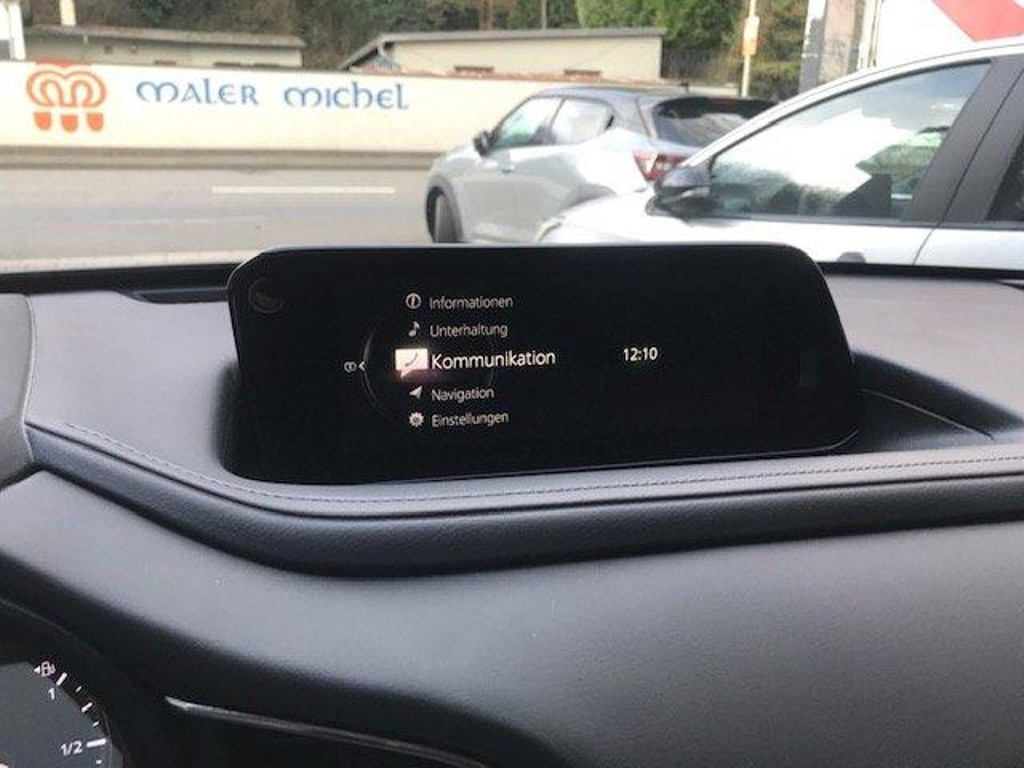 MALER MICHEL
Informationen
Unterhaltung
Kommunikation
12:10
Navigation
Einstellungen
1
1/2